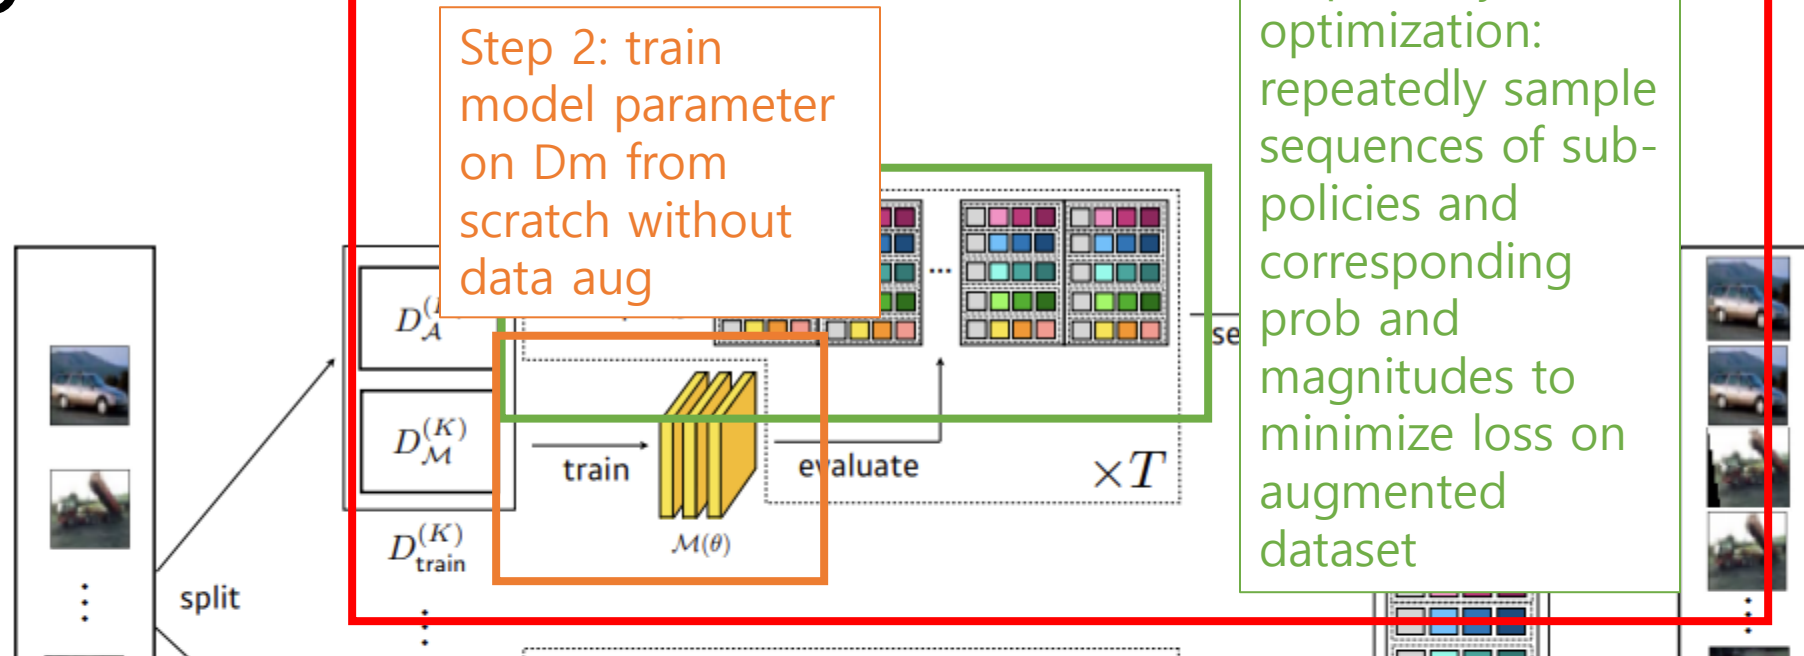 Step 2: train
model parameter
on Dm from
scratch without
data aug
optimization:
repeatedly sample
sequences of sub-
policies and
corresponding
prob and
magnitudes to
minimize loss on
augmented
dataset
...
D_A^(
D_M^(K)
train
M(θ)
evaluate
×T
se
D_train^(K)
split